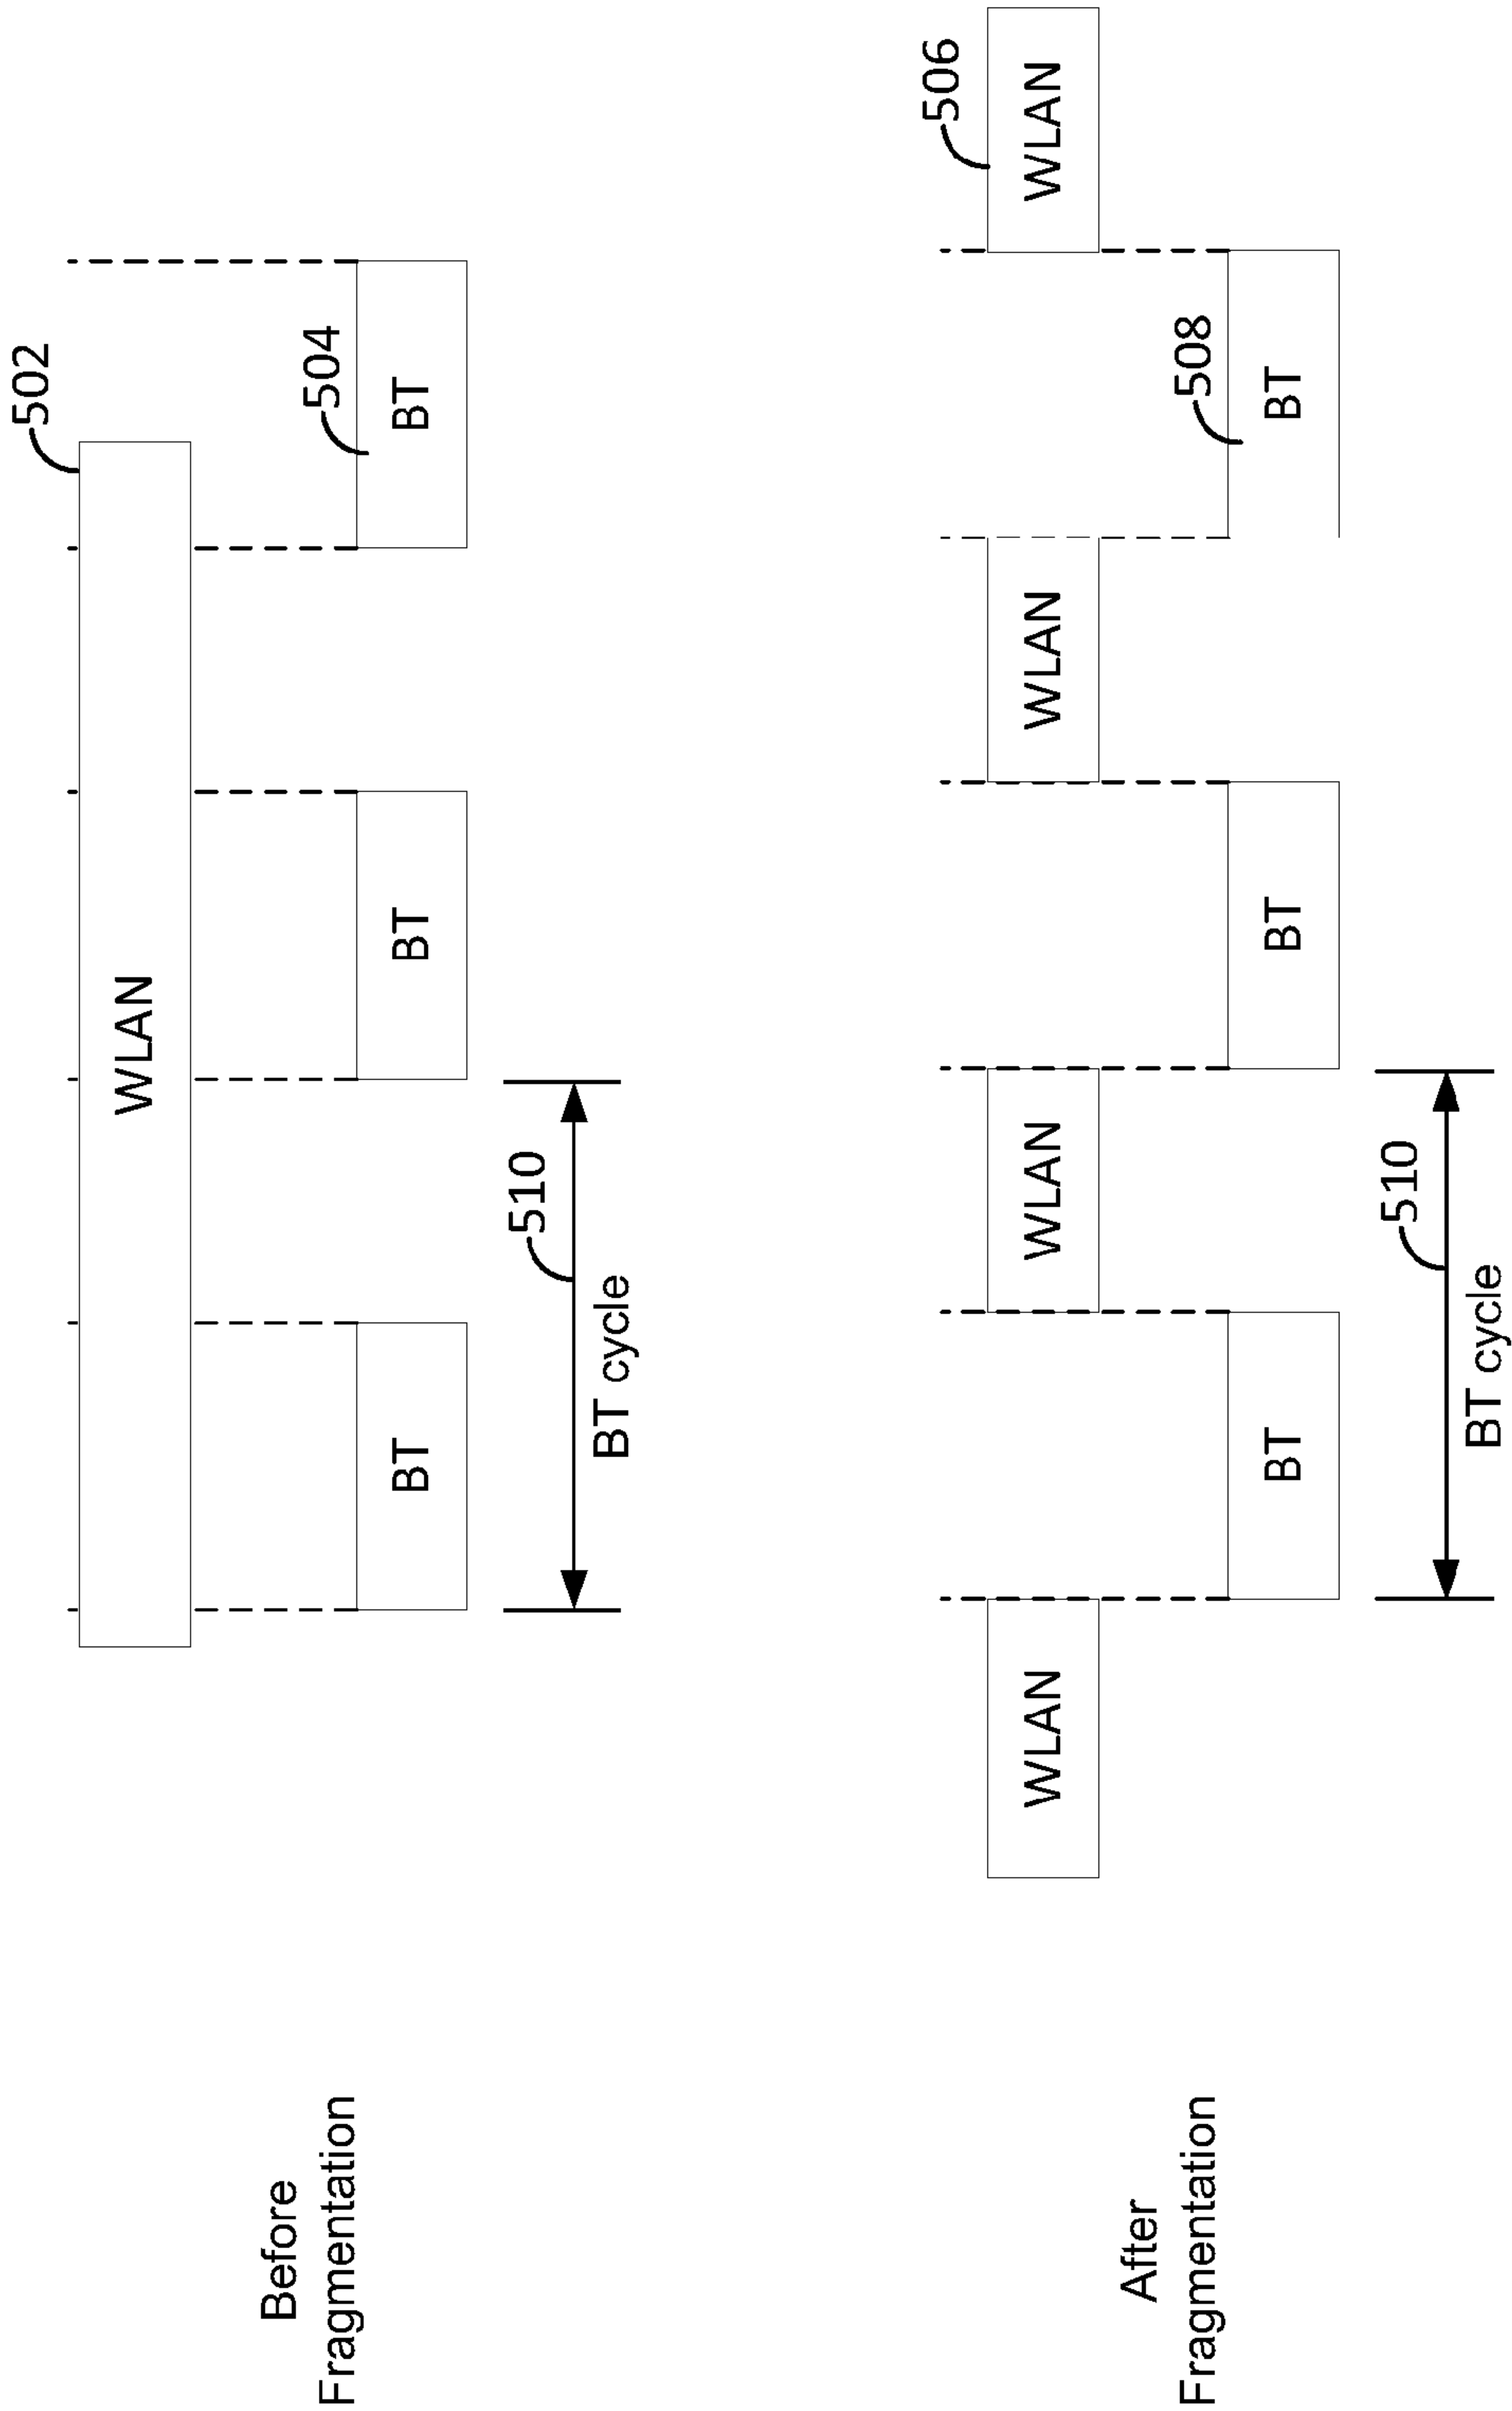 502
WLAN
504
Before
Fragmentation
BT
BT
BT
510
BT cycle
506
WLAN
WLAN
WLAN
WLAN
508
After
Fragmentation
BT
BT
BT
510
BT cycle